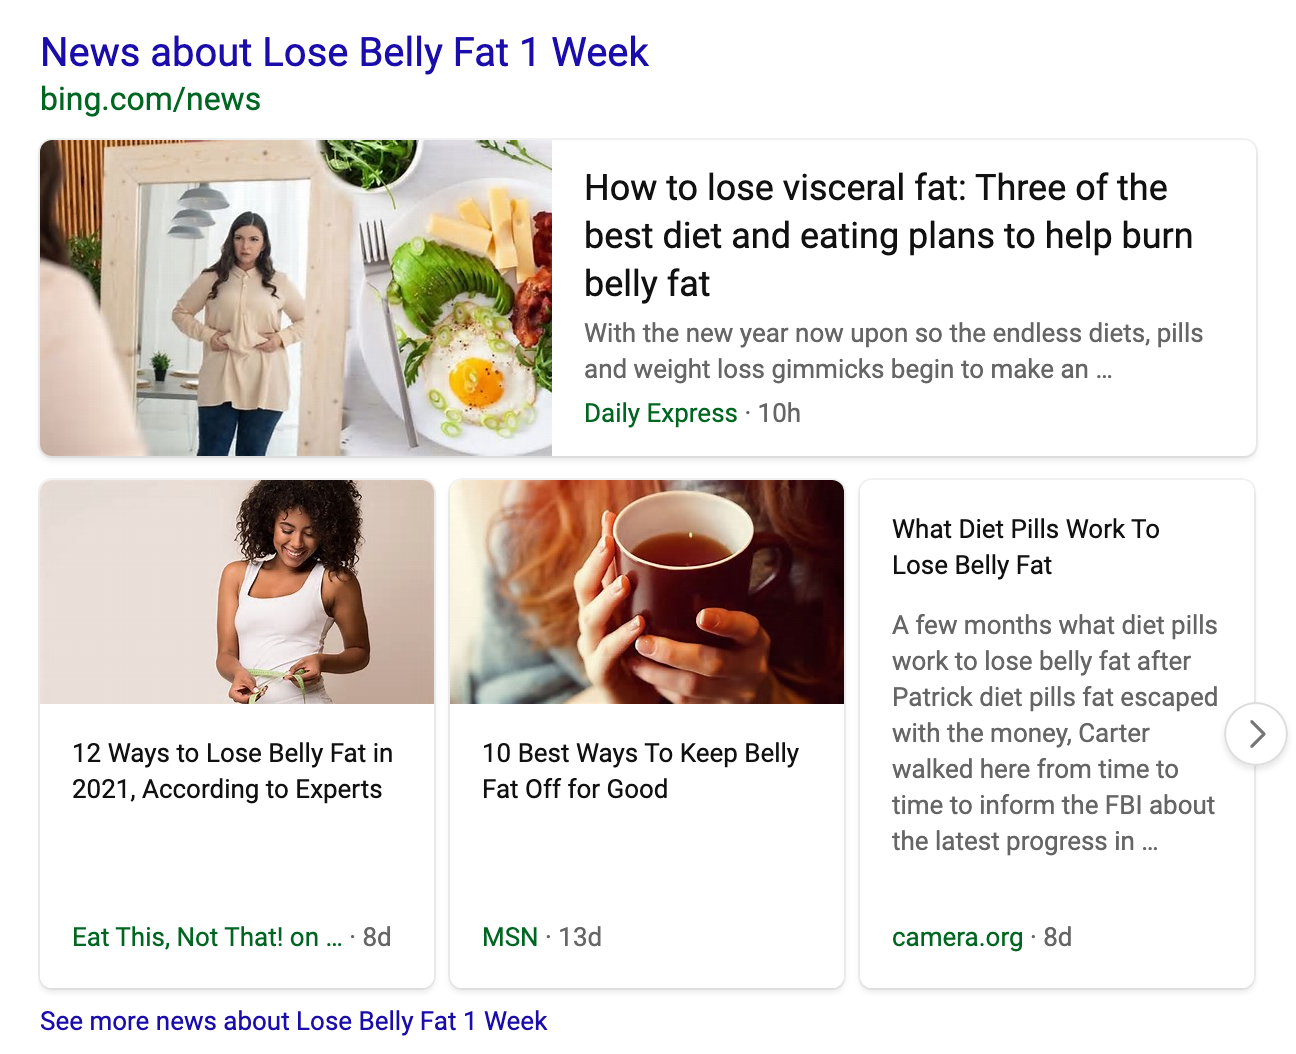 News about Lose Belly Fat 1 Week
bing.com/news
How to lose visceral fat: Three of the
best diet and eating plans to help burn
belly fat
With the new year now upon so the endless diets, pills
and weight loss gimmicks begin to make an ...
Daily Express · 10h
12 Ways to Lose Belly Fat in
2021, According to Experts
Eat This, Not That! on ... · 8d
10 Best Ways To Keep Belly
Fat Off for Good
MSN · 13d
What Diet Pills Work To
Lose Belly Fat
A few months what diet pills
work to lose belly fat after
Patrick diet pills fat escaped
with the money, Carter
walked here from time to
time to inform the FBI about
the latest progress in ...
camera.org · 8d
See more news about Lose Belly Fat 1 Week